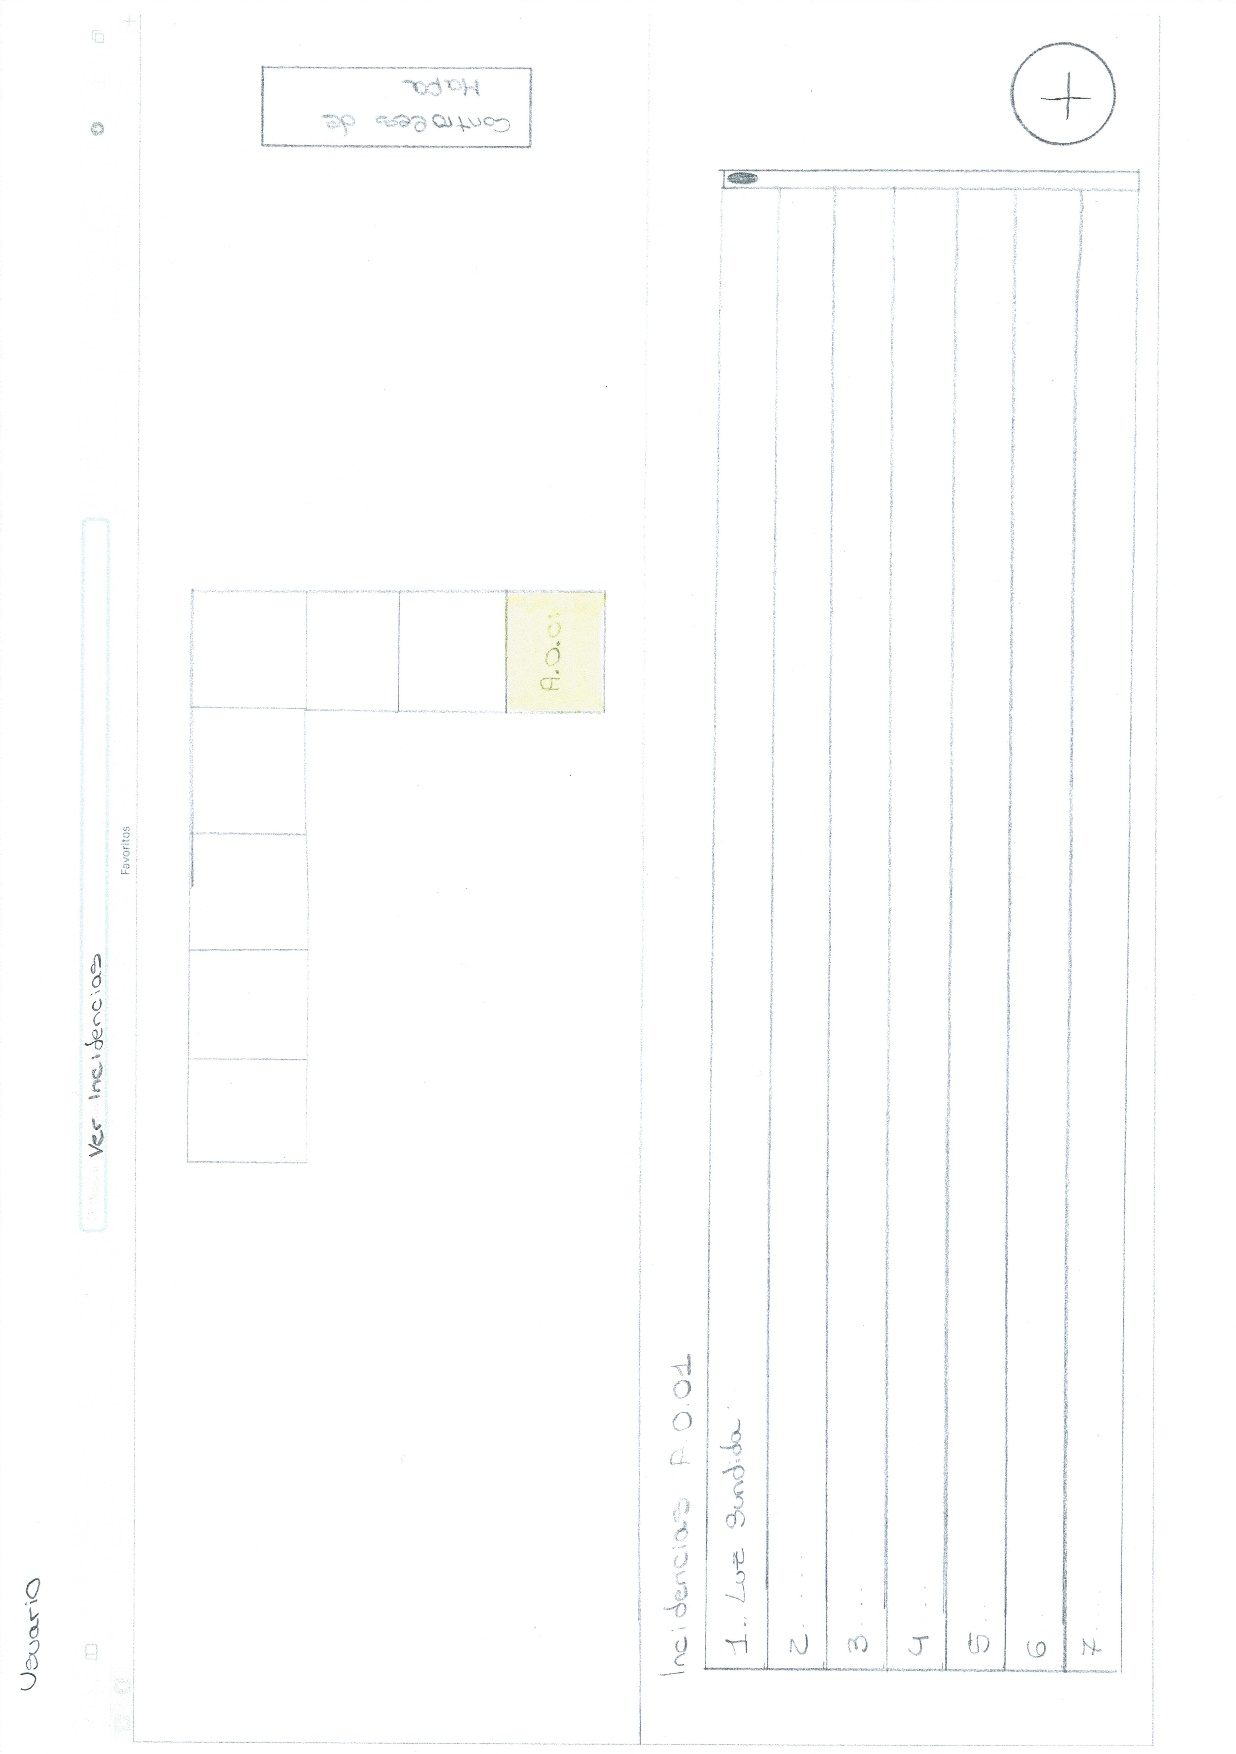 Usuario
Ver Incidencias
Favoritos
Controles de
Mapa
A.0.01
Incidencias A.0.01
1.. Luz fundida
2. ....
3...
4...
5..
6
7...